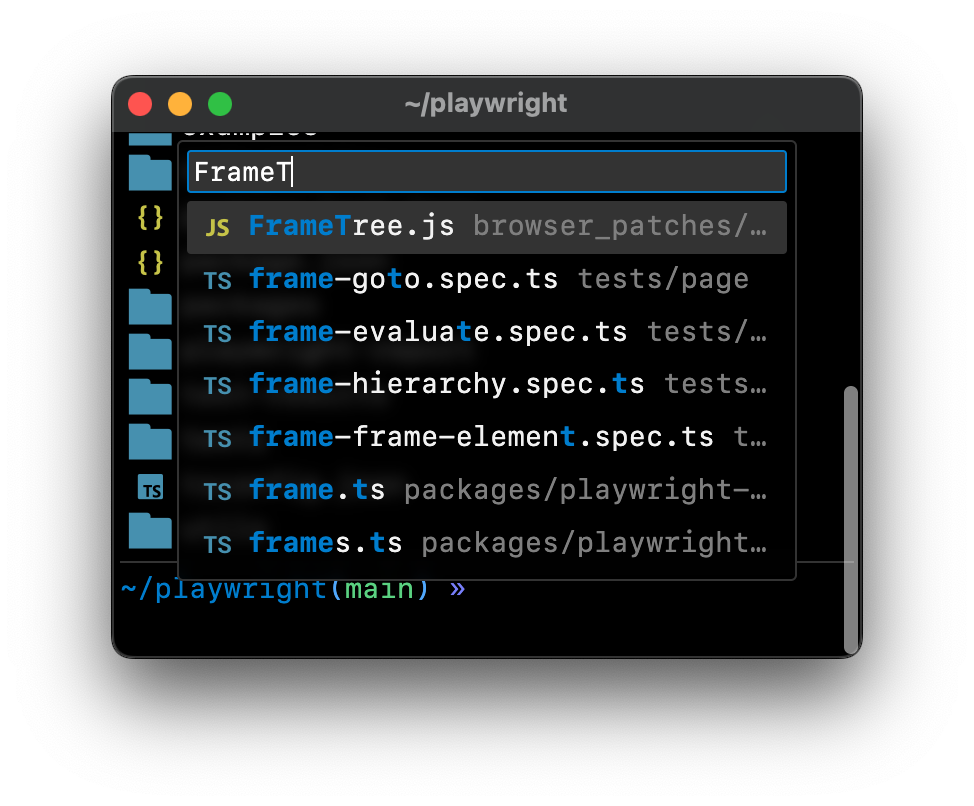 ~/playwright
examples
FrameT
{} JS FrameTree.js browser_patches/…
{} TS frame-goto.spec.ts tests/page
TS frame-evaluate.spec.ts tests/…
TS frame-hierarchy.spec.ts tests…
TS frame-frame-element.spec.ts t…
TS TS frame.ts packages/playwright-…
TS frames.ts packages/playwright…
~/playwright(main) »